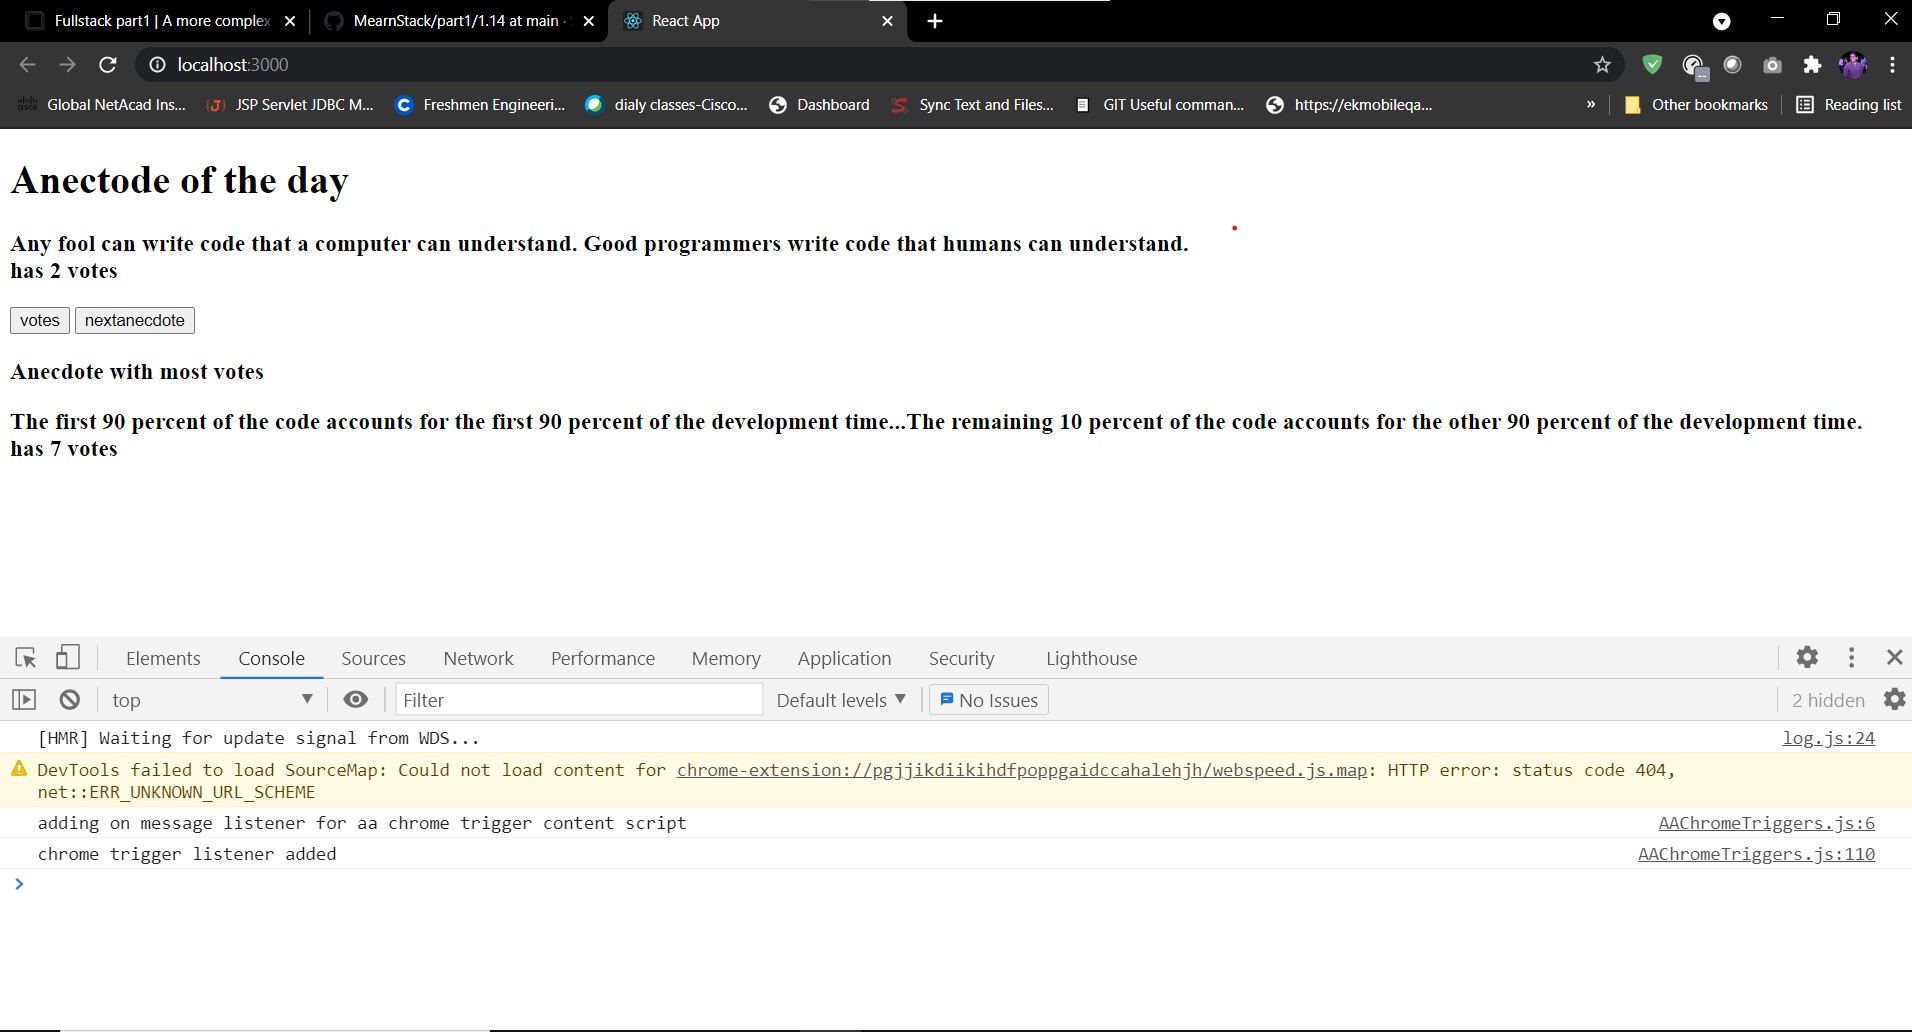 Fullstack part1 | A more complex
MearnStack/part1/1.14 at main ·
React App
localhost:3000
Global NetAcad Ins...
JSP Servlet JDBC M...
Freshmen Engineeri...
dialy classes-Cisco...
Dashboard
Sync Text and Files...
GIT Useful comman...
https://ekmobileqa...
»
Other bookmarks
Reading list
Anectode of the day
Any fool can write code that a computer can understand. Good programmers write code that humans can understand.
has 2 votes
votes nextanecdote
Anecdote with most votes
The first 90 percent of the code accounts for the first 90 percent of the development time...The remaining 10 percent of the code accounts for the other 90 percent of the development time.
has 7 votes
Elements Console Sources Network Performance Memory Application Security Lighthouse
top Filter Default levels No Issues 2 hidden
[HMR] Waiting for update signal from WDS... log.js:24
DevTools failed to load SourceMap: Could not load content for chrome-extension://pgjjikdiikihdfpoppgaidccahalehjh/webspeed.js.map: HTTP error: status code 404,
net::ERR_UNKNOWN_URL_SCHEME
adding on message listener for aa chrome trigger content script AAChromeTriggers.js:6
chrome trigger listener added AAChromeTriggers.js:110